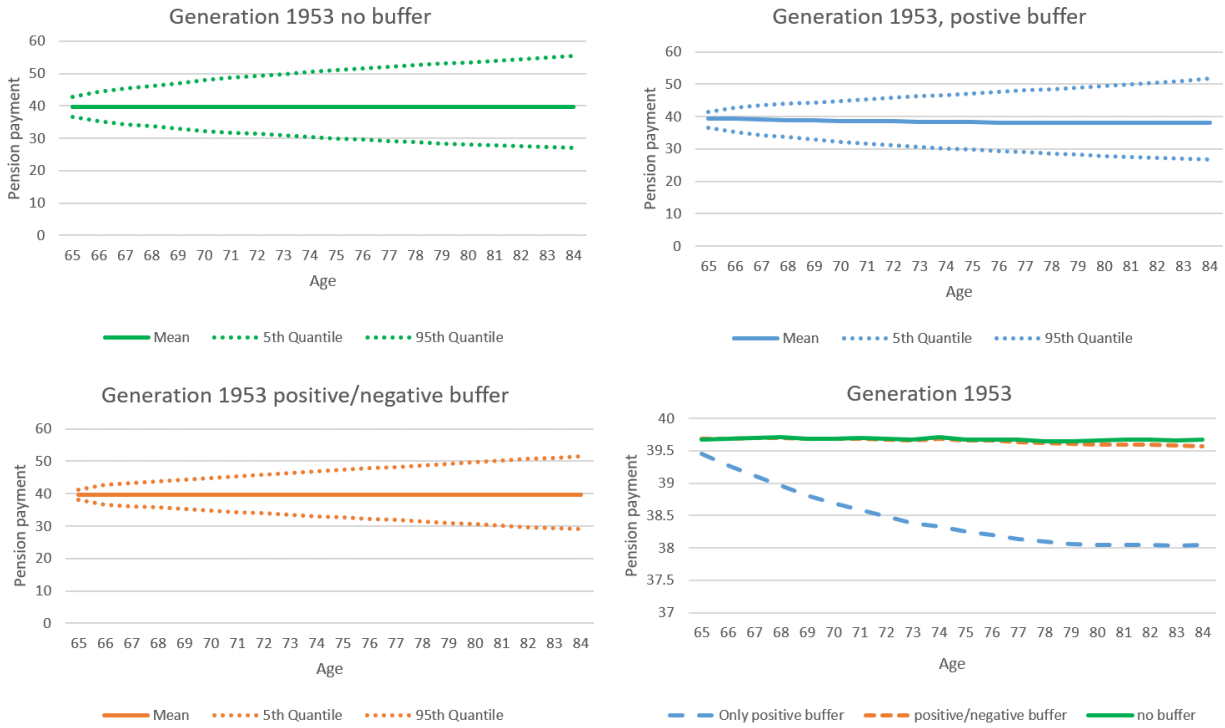 Generation 1953 no buffer
60
50
40
30
20
10
0
Pension payment
65 66 67 68 69 70 71 72 73 74 75 76 77 78 79 80 81 82 83 84
Age
Mean 5th Quantile 95th Quantile
Generation 1953, postive buffer
60
50
40
30
20
10
0
Pension payment
65 66 67 68 69 70 71 72 73 74 75 76 77 78 79 80 81 82 83 84
Age
Mean 5th Quantile 95th Quantile
Generation 1953 positive/negative buffer
60
50
40
30
20
10
0
Pension payment
65 66 67 68 69 70 71 72 73 74 75 76 77 78 79 80 81 82 83 84
Age
Mean 5th Quantile 95th Quantile
Generation 1953
40
39.5
39
38.5
38
37.5
37
Pension payment
65 66 67 68 69 70 71 72 73 74 75 76 77 78 79 80 81 82 83 84
Age
Only positive buffer positive/negative buffer no buffer